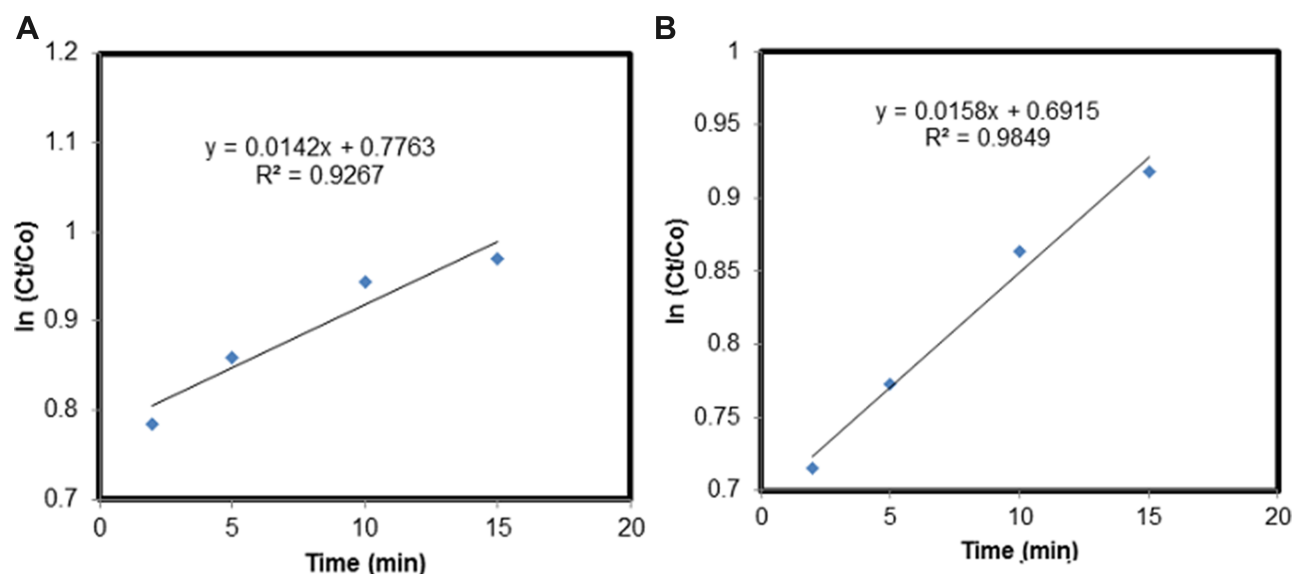 A
1.2
1.1
1
0.9
0.8
0.7
ln (Ct/Co)
y = 0.0142x + 0.7763
R² = 0.9267
0 5 10 15 20
Time (min)
B
1
0.95
0.9
0.85
0.8
0.75
0.7
ln (Ct/Co)
y = 0.0158x + 0.6915
R² = 0.9849
0 5 10 15 20
Time (min)